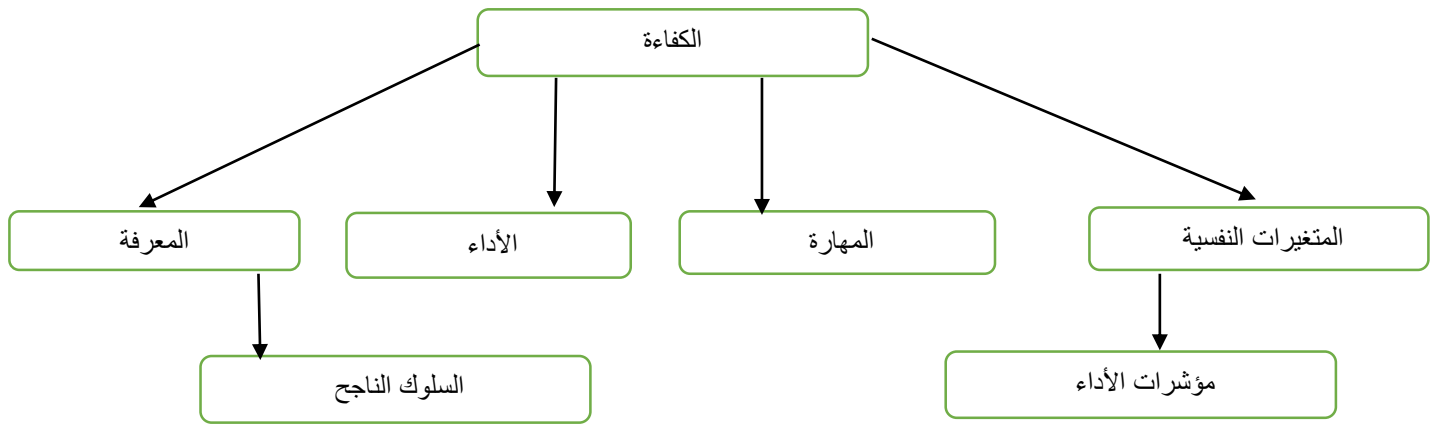 الكفاءة
المتغيرات النفسية
المهارة
الأداء
المعرفة
مؤشرات الأداء
السلوك الناجح